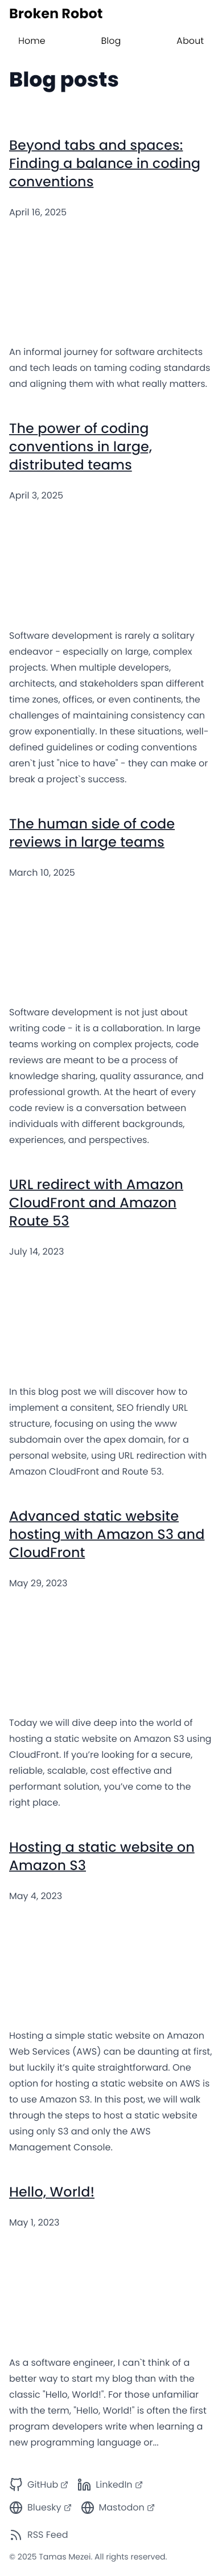 Broken Robot
Home Blog About
Blog posts
Beyond tabs and spaces:
Finding a balance in coding
conventions
April 16, 2025
An informal journey for software architects
and tech leads on taming coding standards
and aligning them with what really matters.
The power of coding
conventions in large,
distributed teams
April 3, 2025
Software development is rarely a solitary
endeavor - especially on large, complex
projects. When multiple developers,
architects, and stakeholders span different
time zones, offices, or even continents, the
challenges of maintaining consistency can
grow exponentially. In these situations, well-
defined guidelines or coding conventions
aren`t just "nice to have" - they can make or
break a project`s success.
The human side of code
reviews in large teams
March 10, 2025
Software development is not just about
writing code - it is a collaboration. In large
teams working on complex projects, code
reviews are meant to be a process of
knowledge sharing, quality assurance, and
professional growth. At the heart of every
code review is a conversation between
individuals with different backgrounds,
experiences, and perspectives.
URL redirect with Amazon
CloudFront and Amazon
Route 53
July 14, 2023
In this blog post we will discover how to
implement a consitent, SEO friendly URL
structure, focusing on using the www
subdomain over the apex domain, for a
personal website, using URL redirection with
Amazon CloudFront and Route 53.
Advanced static website
hosting with Amazon S3 and
CloudFront
May 29, 2023
Today we will dive deep into the world of
hosting a static website on Amazon S3 using
CloudFront. If you’re looking for a secure,
reliable, scalable, cost effective and
performant solution, you’ve come to the
right place.
Hosting a static website on
Amazon S3
May 4, 2023
Hosting a simple static website on Amazon
Web Services (AWS) can be daunting at first,
but luckily it’s quite straightforward. One
option for hosting a static website on AWS is
to use Amazon S3. In this post, we will walk
through the steps to host a static website
using only S3 and only the AWS
Management Console.
Hello, World!
May 1, 2023
As a software engineer, I can`t think of a
better way to start my blog than with the
classic "Hello, World!". For those unfamiliar
with the term, "Hello, World!" is often the first
program developers write when learning a
new programming language or...
GitHub LinkedIn
Bluesky Mastodon
RSS Feed
© 2025 Tamas Mezei. All rights reserved.